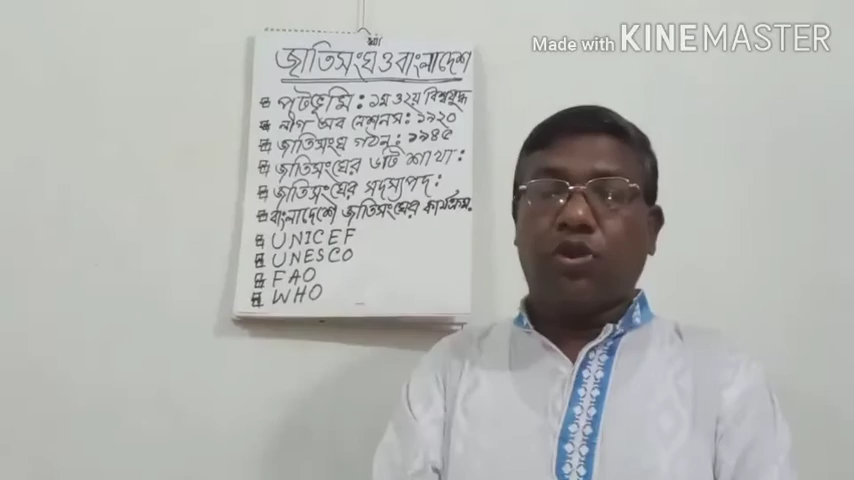 জাতিসংঘ ও বাংলাদেশ
পটভূমি: ১ম ও ২য় বিশ্বযুদ্ধ
লীগ অব নেশনস: ১৯২০
জাতিসংঘ গঠন: ১৯৪৫
জাতিসংঘের ৬টি শাখা:
জাতিসংঘের সদস্যপদ:
বাংলাদেশে জাতিসংঘের কার্যক্রম.
UNICEF
UNESCO
FAO
WHO
Made with KINEMASTER